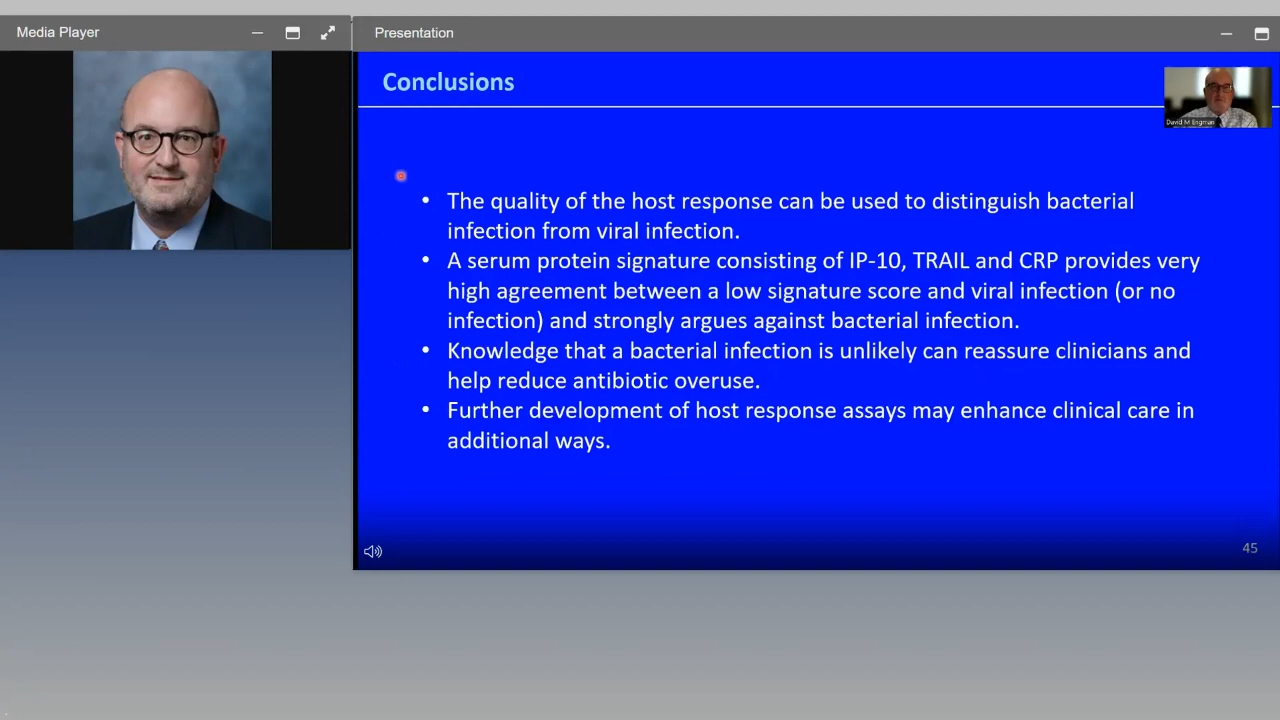 Media Player
Presentation
Conclusions
David M Engman
• The quality of the host response can be used to distinguish bacterial
infection from viral infection.
• A serum protein signature consisting of IP-10, TRAIL and CRP provides very
high agreement between a low signature score and viral infection (or no
infection) and strongly argues against bacterial infection.
• Knowledge that a bacterial infection is unlikely can reassure clinicians and
help reduce antibiotic overuse.
• Further development of host response assays may enhance clinical care in
additional ways.
45